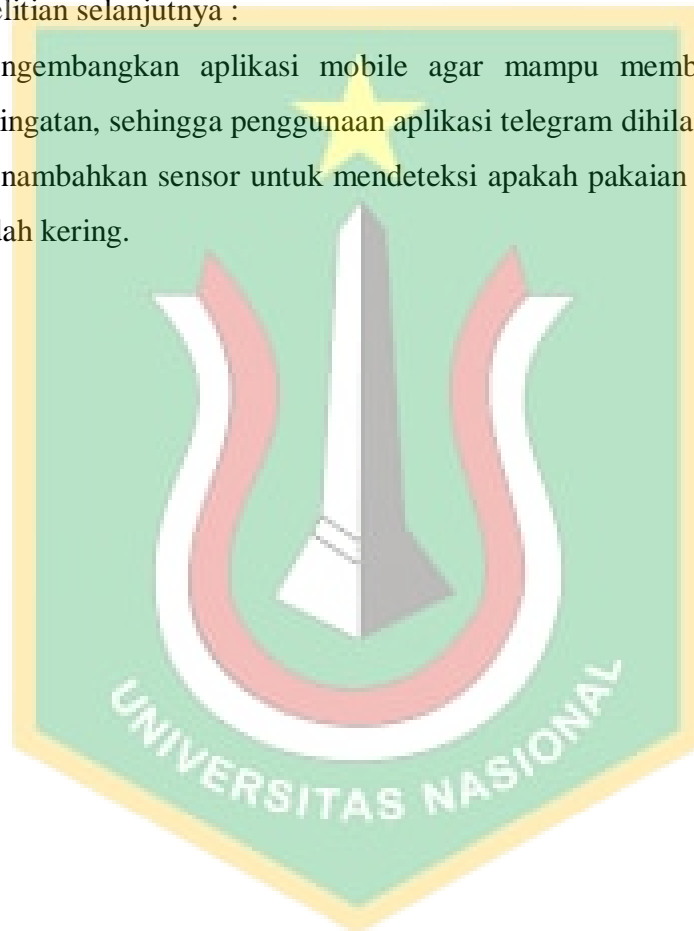 elitian selanjutnya :
ngembangkan aplikasi mobile agar mampu memb
ingatan, sehingga penggunaan aplikasi telegram dihila
nambahkan sensor untuk mendeteksi apakah pakaian
lah kering.
UNIVERSITAS NASIONAL